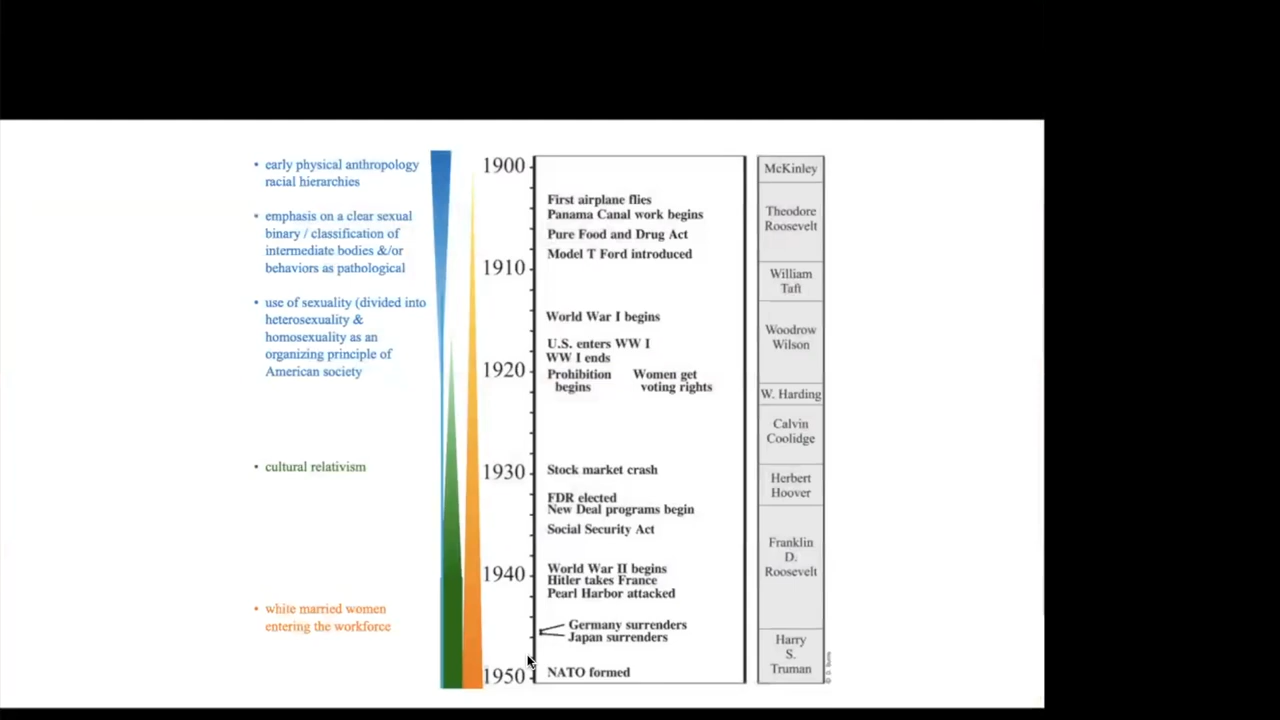 • early physical anthropology
racial hierarchies
• emphasis on a clear sexual
binary / classification of
intermediate bodies &/or
behaviors as pathological
• use of sexuality (divided into
heterosexuality &
homosexuality as an
organizing principle of
American society
• cultural relativism
• white married women
entering the workforce
1900
First airplane flies
Panama Canal work begins
Pure Food and Drug Act
Model T Ford introduced
1910
World War I begins
U.S. enters WW I
WW I ends
1920
Prohibition
begins
Women get
voting rights
1930
Stock market crash
FDR elected
New Deal programs begin
Social Security Act
1940
World War II begins
Hitler takes France
Pearl Harbor attacked
Germany surrenders
Japan surrenders
1950
NATO formed
McKinley
Theodore
Roosevelt
William
Taft
Woodrow
Wilson
W. Harding
Calvin
Coolidge
Herbert
Hoover
Franklin
D.
Roosevelt
Harry
S.
Truman